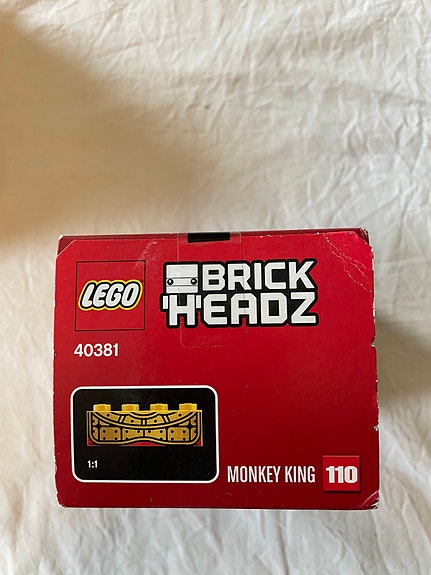 LEGO
BRICK
HEADZ
40381
1:1
MONKEY KING 110